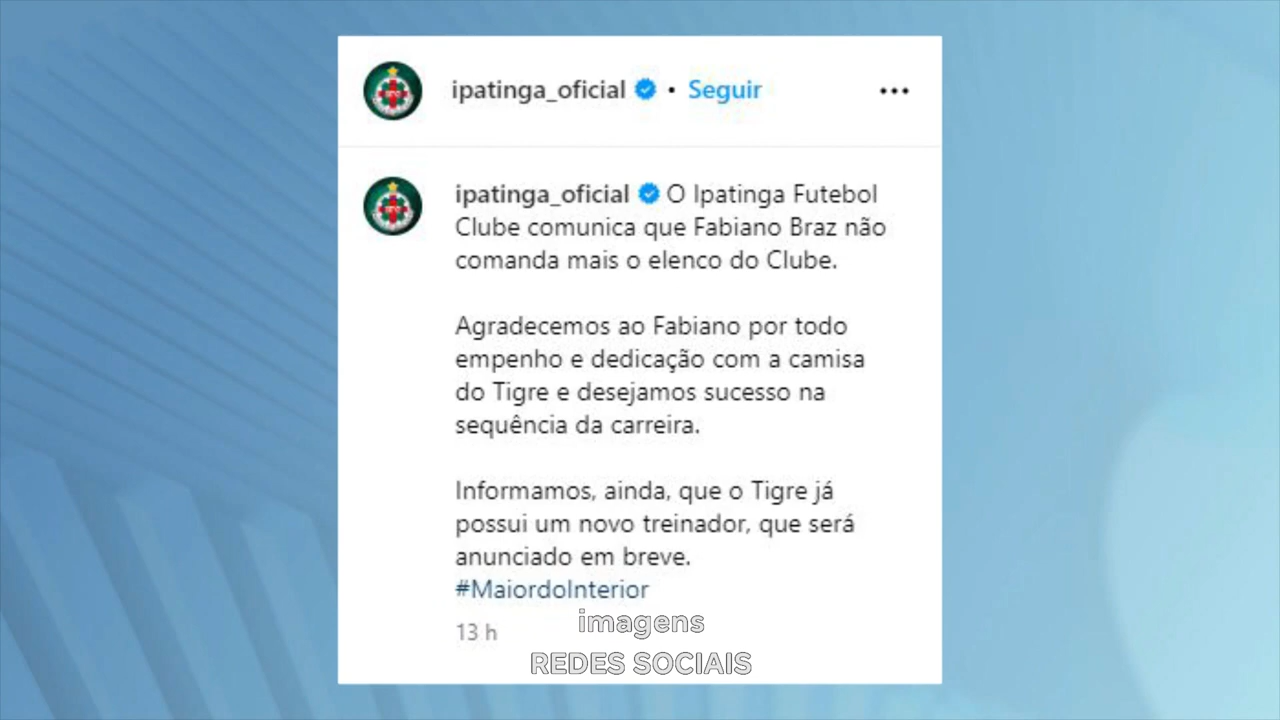 ipatinga_oficial • Seguir •••
ipatinga_oficial O Ipatinga Futebol
Clube comunica que Fabiano Braz não
comanda mais o elenco do Clube.
Agradecemos ao Fabiano por todo
empenho e dedicação com a camisa
do Tigre e desejamos sucesso na
sequência da carreira.
Informamos, ainda, que o Tigre já
possui um novo treinador, que será
anunciado em breve.
#MaiordoInterior
13 h
imagens
REDES SOCIAIS